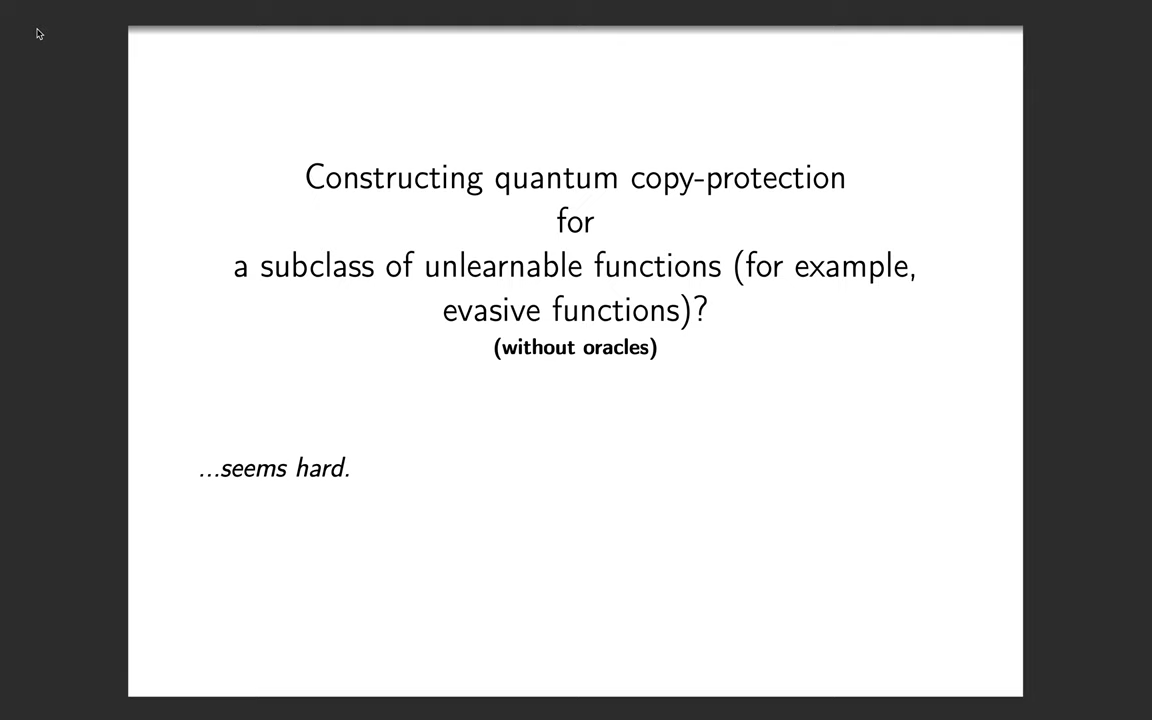 Constructing quantum copy-protection
for
a subclass of unlearnable functions (for example,
evasive functions)?
(without oracles)
...seems hard.